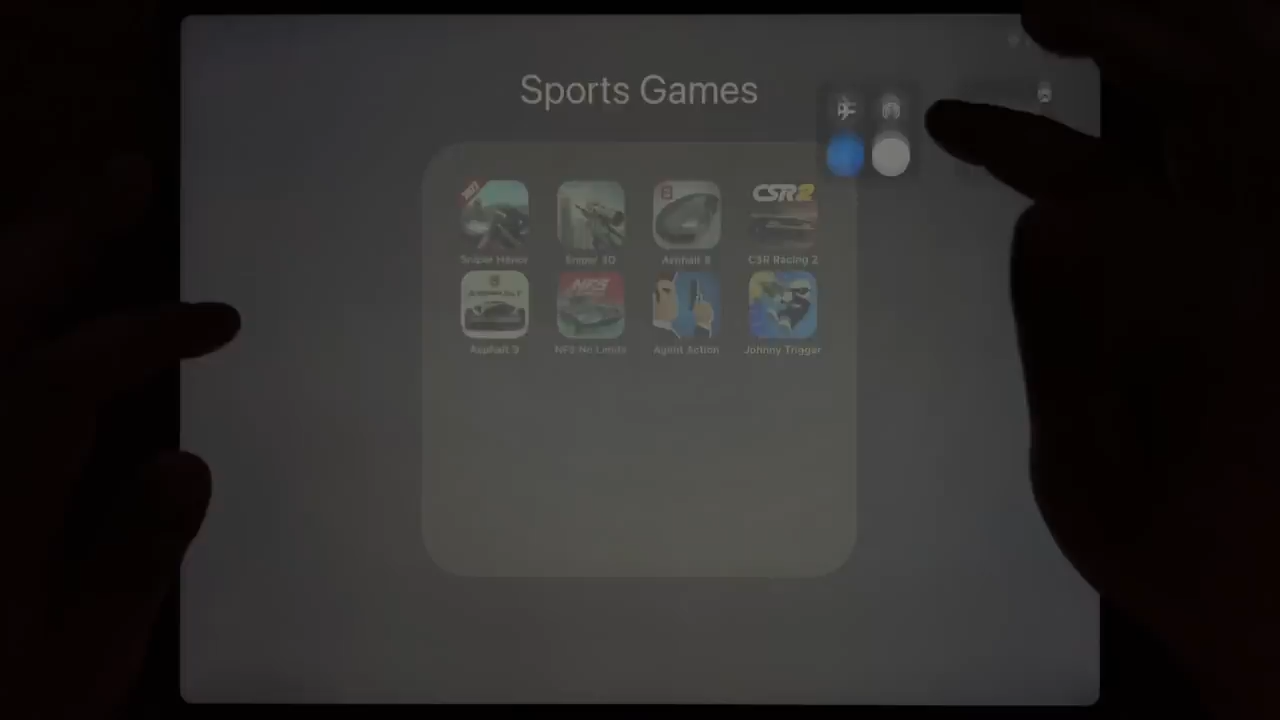 Sports Games
CSR2
Sniper Honor
Sniper 3D
Asphalt 8
CSR Racing 2
NFS
Asphalt 9
NFS No Limits
Agent Action
Johnny Trigger